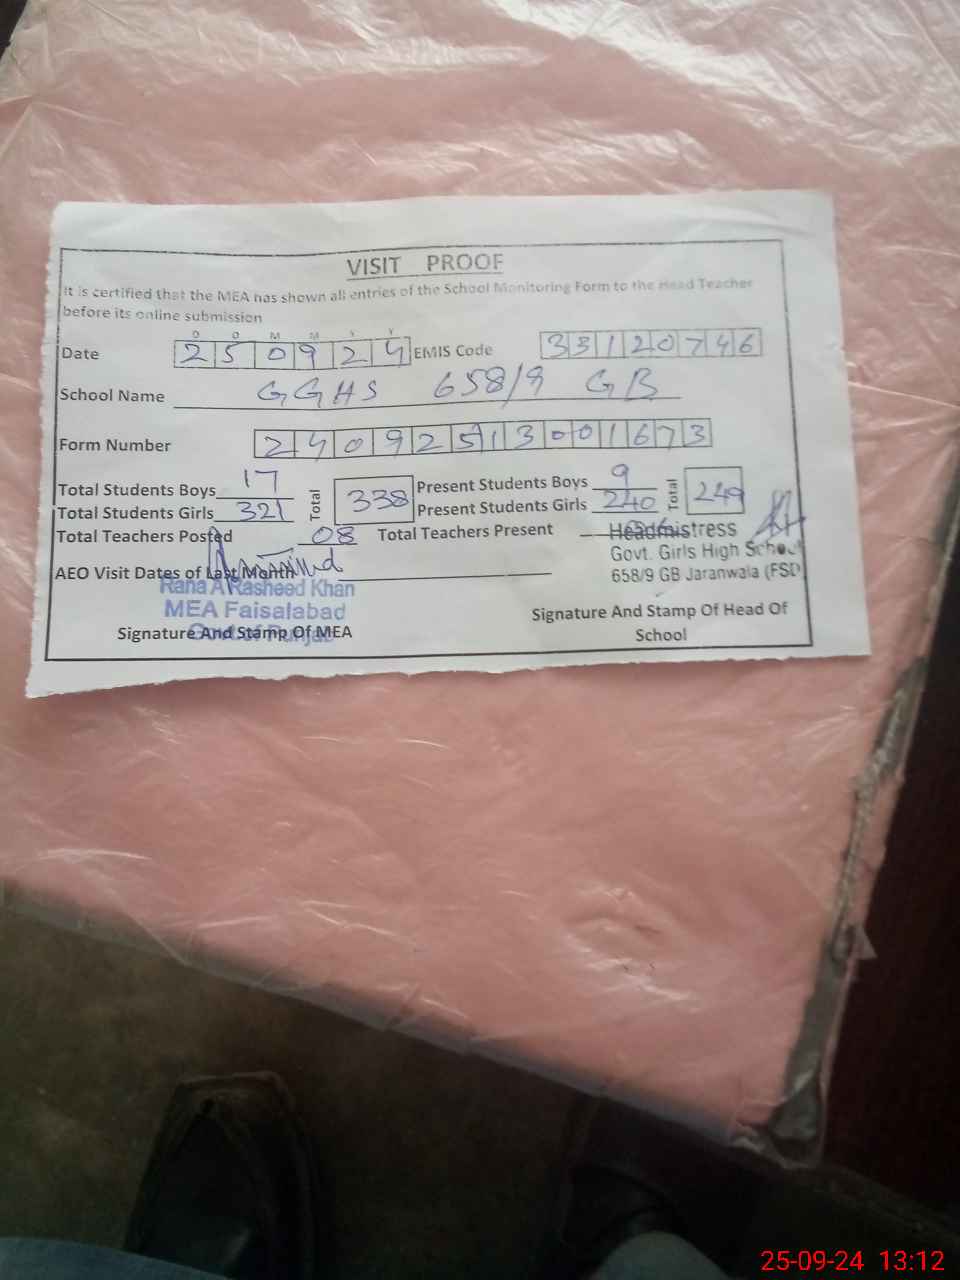 VISIT PROOF
It is certified that the MEA has shown all entries of the School Monitoring Form to the Head Teacher
before its online submission
D D M M Y Y
Date 2 5 0 9 2 4 EMIS Code 3 3 1 2 0 7 4 6
School Name GGHS 658/9 GB
Form Number 2 4 0 9 2 5 1 3 0 0 1 6 7 3
Total Students Boys 17 Total 338 Present Students Boys 9 Total 249
Total Students Girls 321 Present Students Girls 240
Total Teachers Posted 08 Total Teachers Present
Headmistress
Govt. Girls High School
AEO Visit Dates of Last Month
658/9 GB Jaranwala (FSD
Rana A Rasheed Khan
MEA Faisalabad
Govt. of Punjab
Signature And Stamp Of MEA
Signature And Stamp Of Head Of
School
25-09-24 13:12